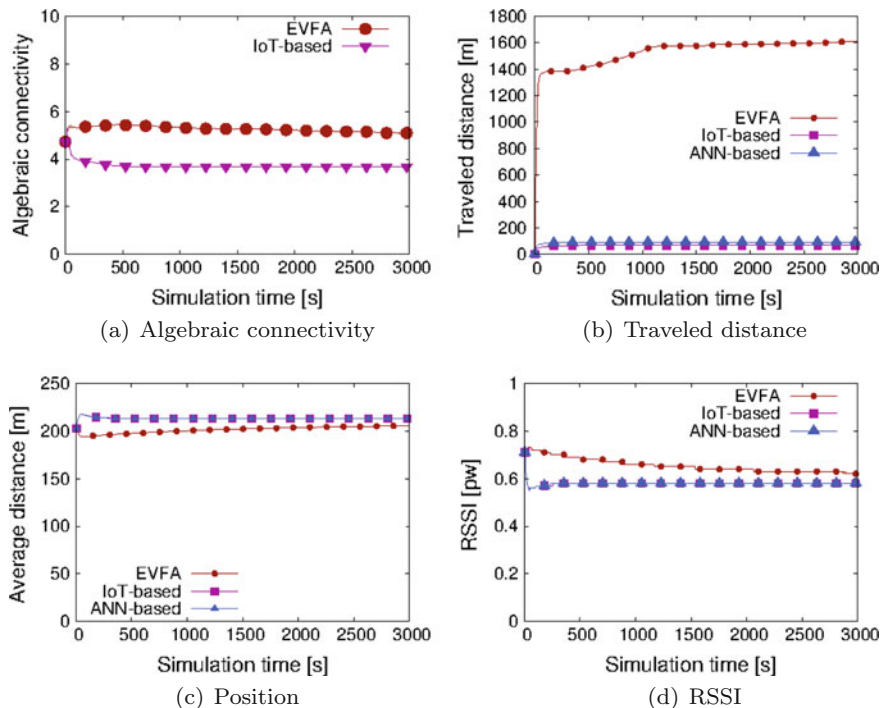 EVFA
IoT-based
10
8
6
4
2
0
0 500 1000 1500 2000 2500 3000
Algebraic connectivity
Simulation time [s]
(a) Algebraic connectivity
1800
1600
1400
1200
1000
800
600
400
200
0
0 500 1000 1500 2000 2500 3000
Traveled distance [m]
EVFA
IoT-based
ANN-based
Simulation time [s]
(b) Traveled distance
250
200
150
100
50
0
0 500 1000 1500 2000 2500 3000
Average distance [m]
EVFA
IoT-based
ANN-based
Simulation time [s]
(c) Position
1
0.8
0.6
0.4
0.2
0
0 500 1000 1500 2000 2500 3000
RSSI [pw]
EVFA
IoT-based
ANN-based
Simulation time [s]
(d) RSSI